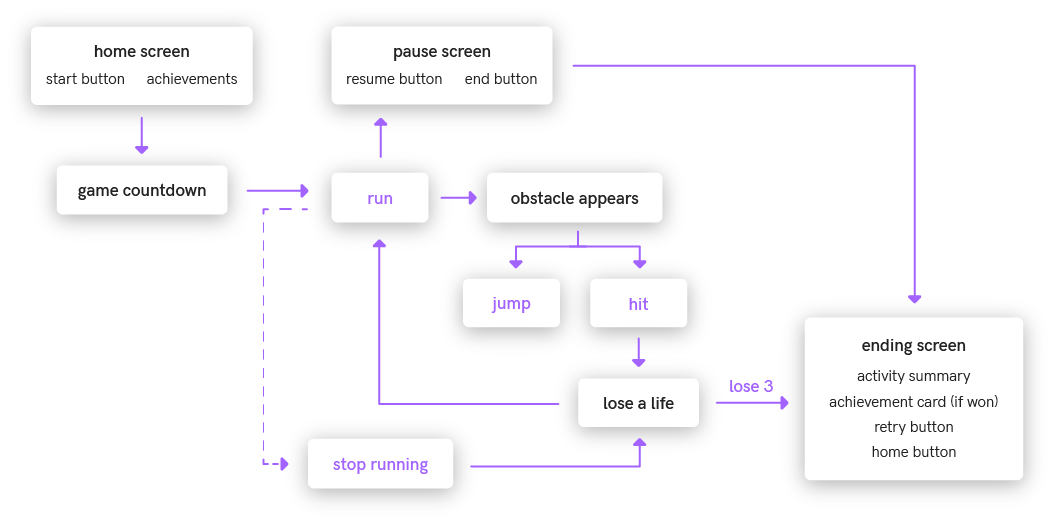 home screen
start button achievements
pause screen
resume button end button
game countdown
run
obstacle appears
jump
hit
lose a life
lose 3
stop running
ending screen
activity summary
achievement card (if won)
retry button
home button